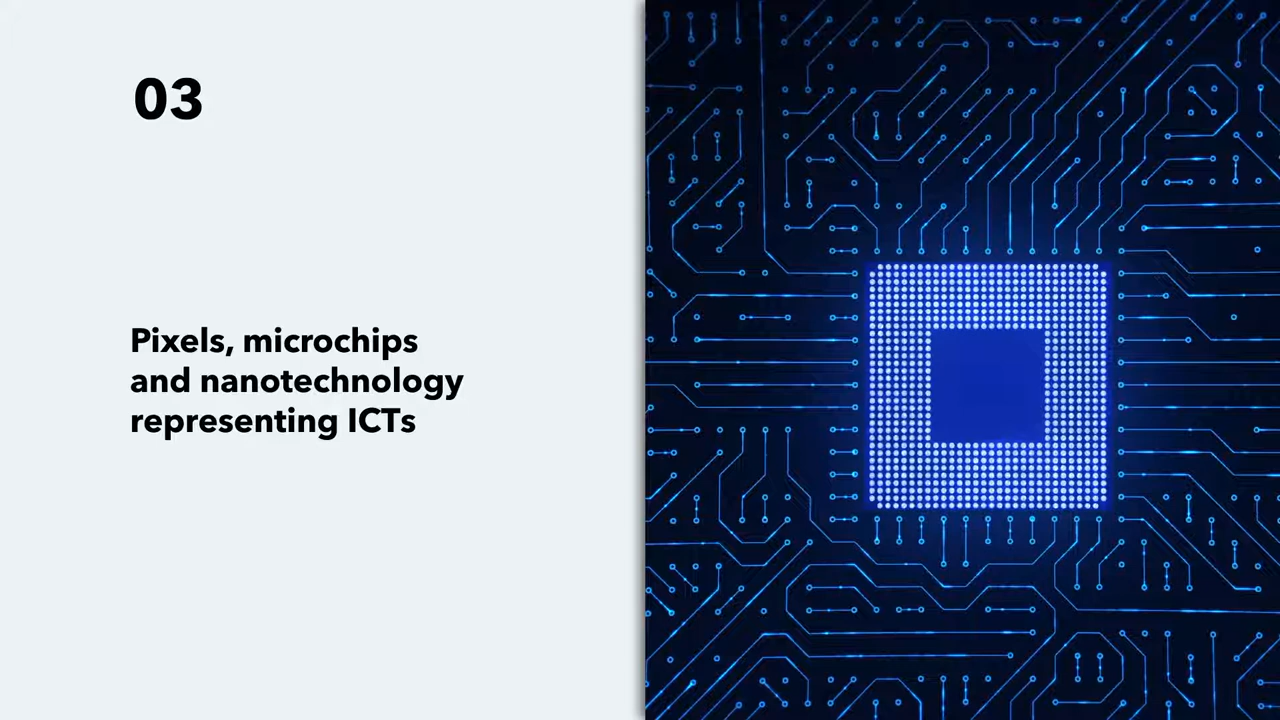 03
Pixels, microchips
and nanotechnology
representing ICTs